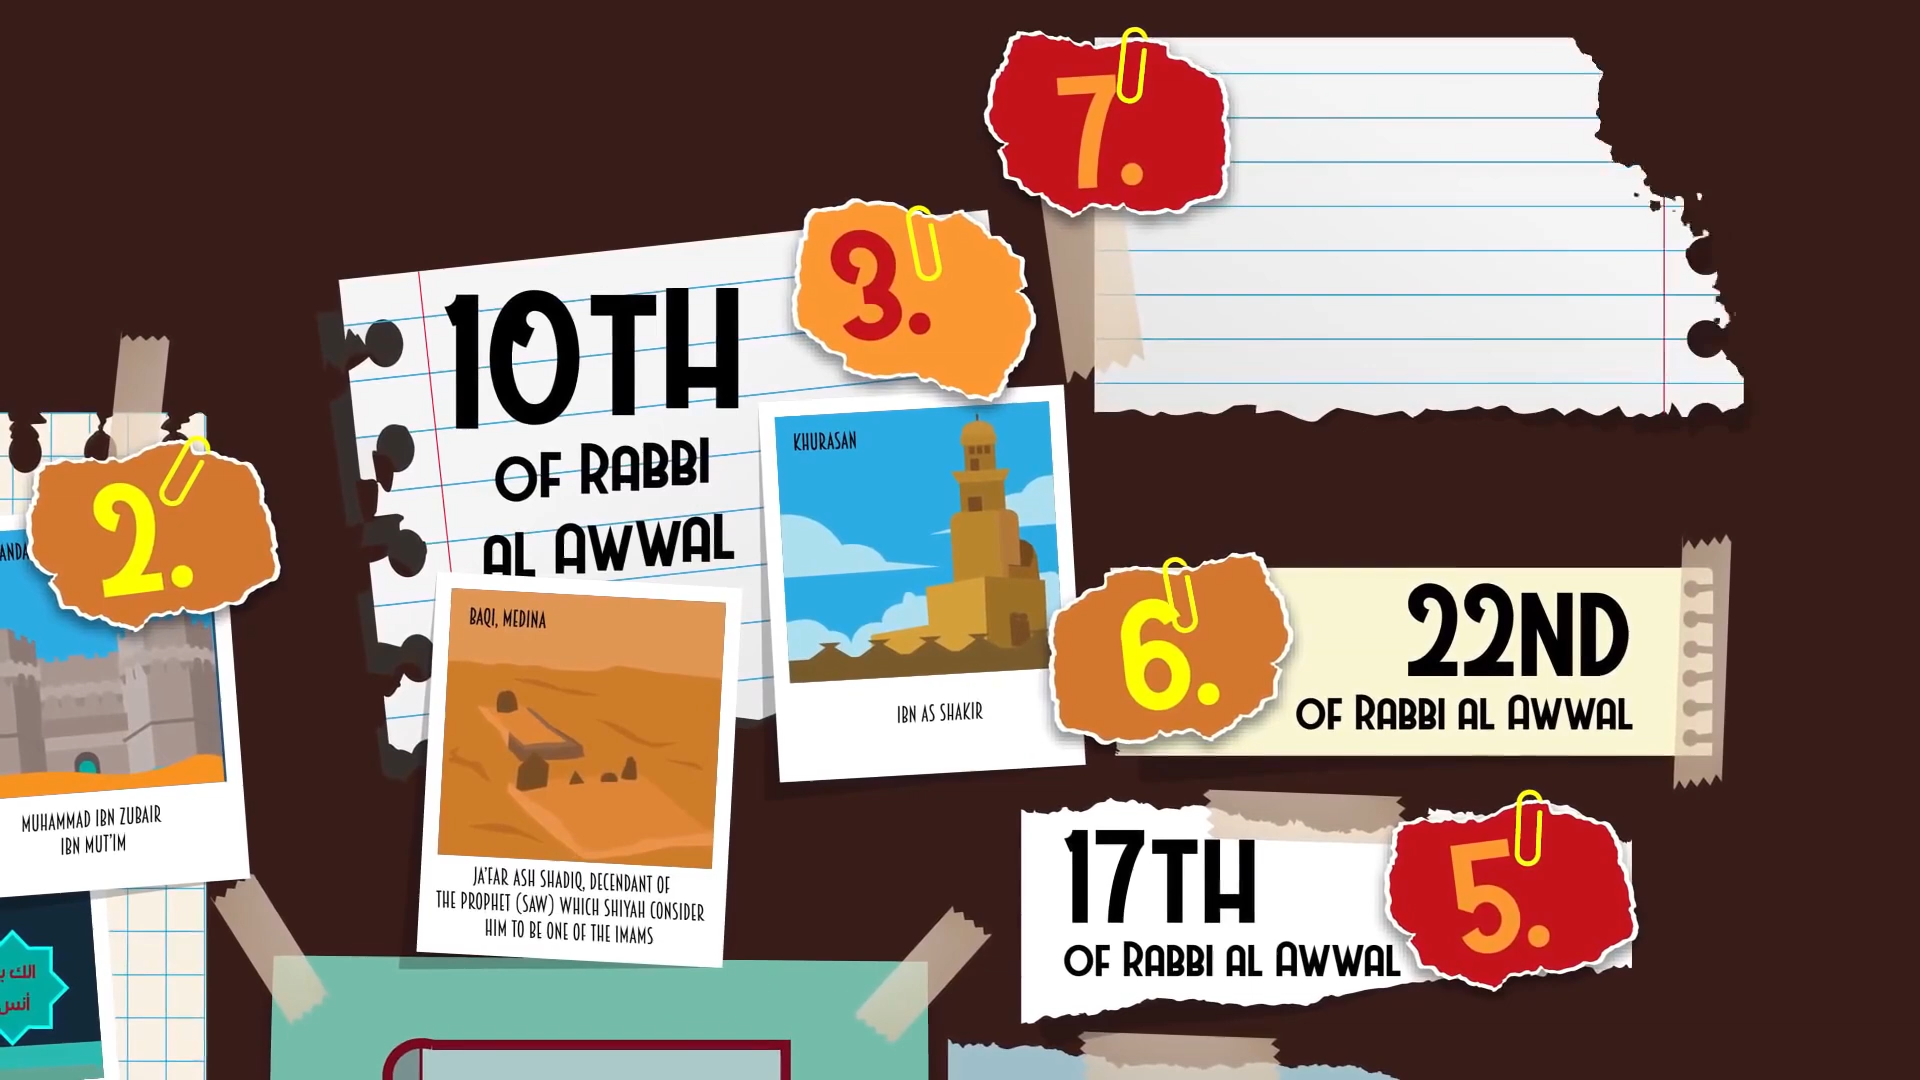 7.
3.
10TH
OF RABBI
AL AWWAL
KHURASAN
IBN AS SHAKIR
2.
MUHAMMAD IBN ZUBAIR
IBN MUT'IM
BAQI, MEDINA
JA'FAR ASH SHADIQ, DECENDANT OF
THE PROPHET (SAW) WHICH SHIYAH CONSIDER
HIM TO BE ONE OF THE IMAMS
6.
22ND
OF RABBI AL AWWAL
17TH
OF RABBI AL AWWAL
5.
أنس